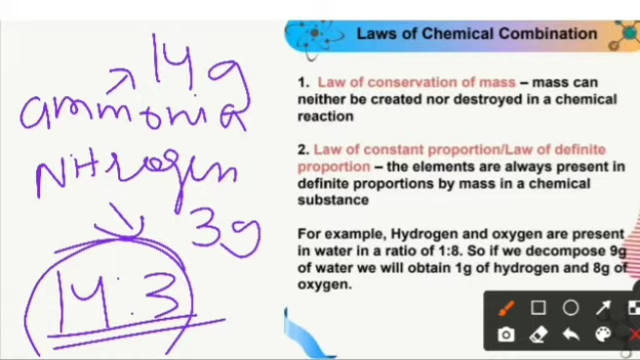 14 g
ammonia
Nitrogen
3g
14:3
Laws of Chemical Combination
1. Law of conservation of mass – mass can
neither be created nor destroyed in a chemical
reaction
2. Law of constant proportion/Law of definite
proportion – the elements are always present in
definite proportions by mass in a chemical
substance
For example, Hydrogen and oxygen are present
in water in a ratio of 1:8. So if we decompose 9g
of water we will obtain 1g of hydrogen and 8g of
oxygen.